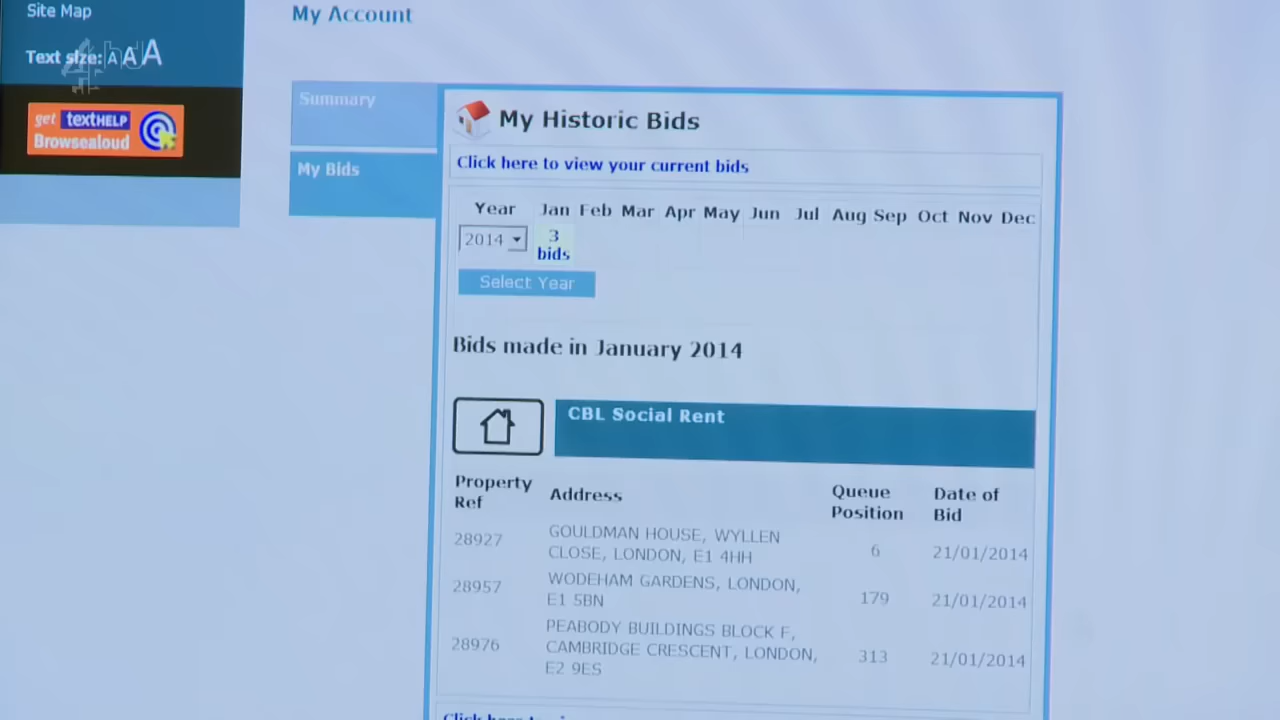 Site Map
Text size: A A A
4hd
get textHELP
Browsealoud
My Account
Summary
My Bids
My Historic Bids
Click here to view your current bids
Year Jan Feb Mar Apr May Jun Jul Aug Sep Oct Nov Dec
2014 3
bids
Select Year
Bids made in January 2014
CBL Social Rent
Property Ref Address Queue Position Date of Bid
28927 GOULDMAN HOUSE, WYLLEN
CLOSE, LONDON, E1 4HH 6 21/01/2014
28957 WODEHAM GARDENS, LONDON,
E1 5BN 179 21/01/2014
28976 PEABODY BUILDINGS BLOCK F,
CAMBRIDGE CRESCENT, LONDON,
E2 9ES 313 21/01/2014
Click here to